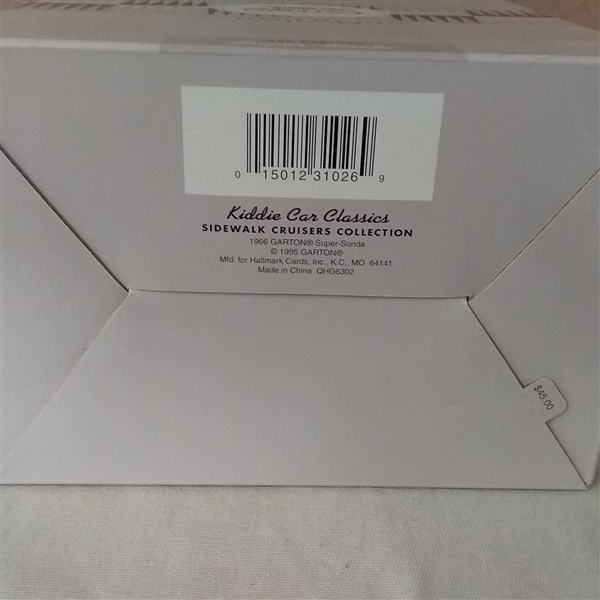 0 15012 31026 9
Kiddie Car Classics
SIDEWALK CRUISERS COLLECTION
1966 GARTON® Super-Sonda
© 1995 GARTON®
Mfd. for Hallmark Cards, Inc., K.C., MO 64141
Made in China QHG6302
$45.00